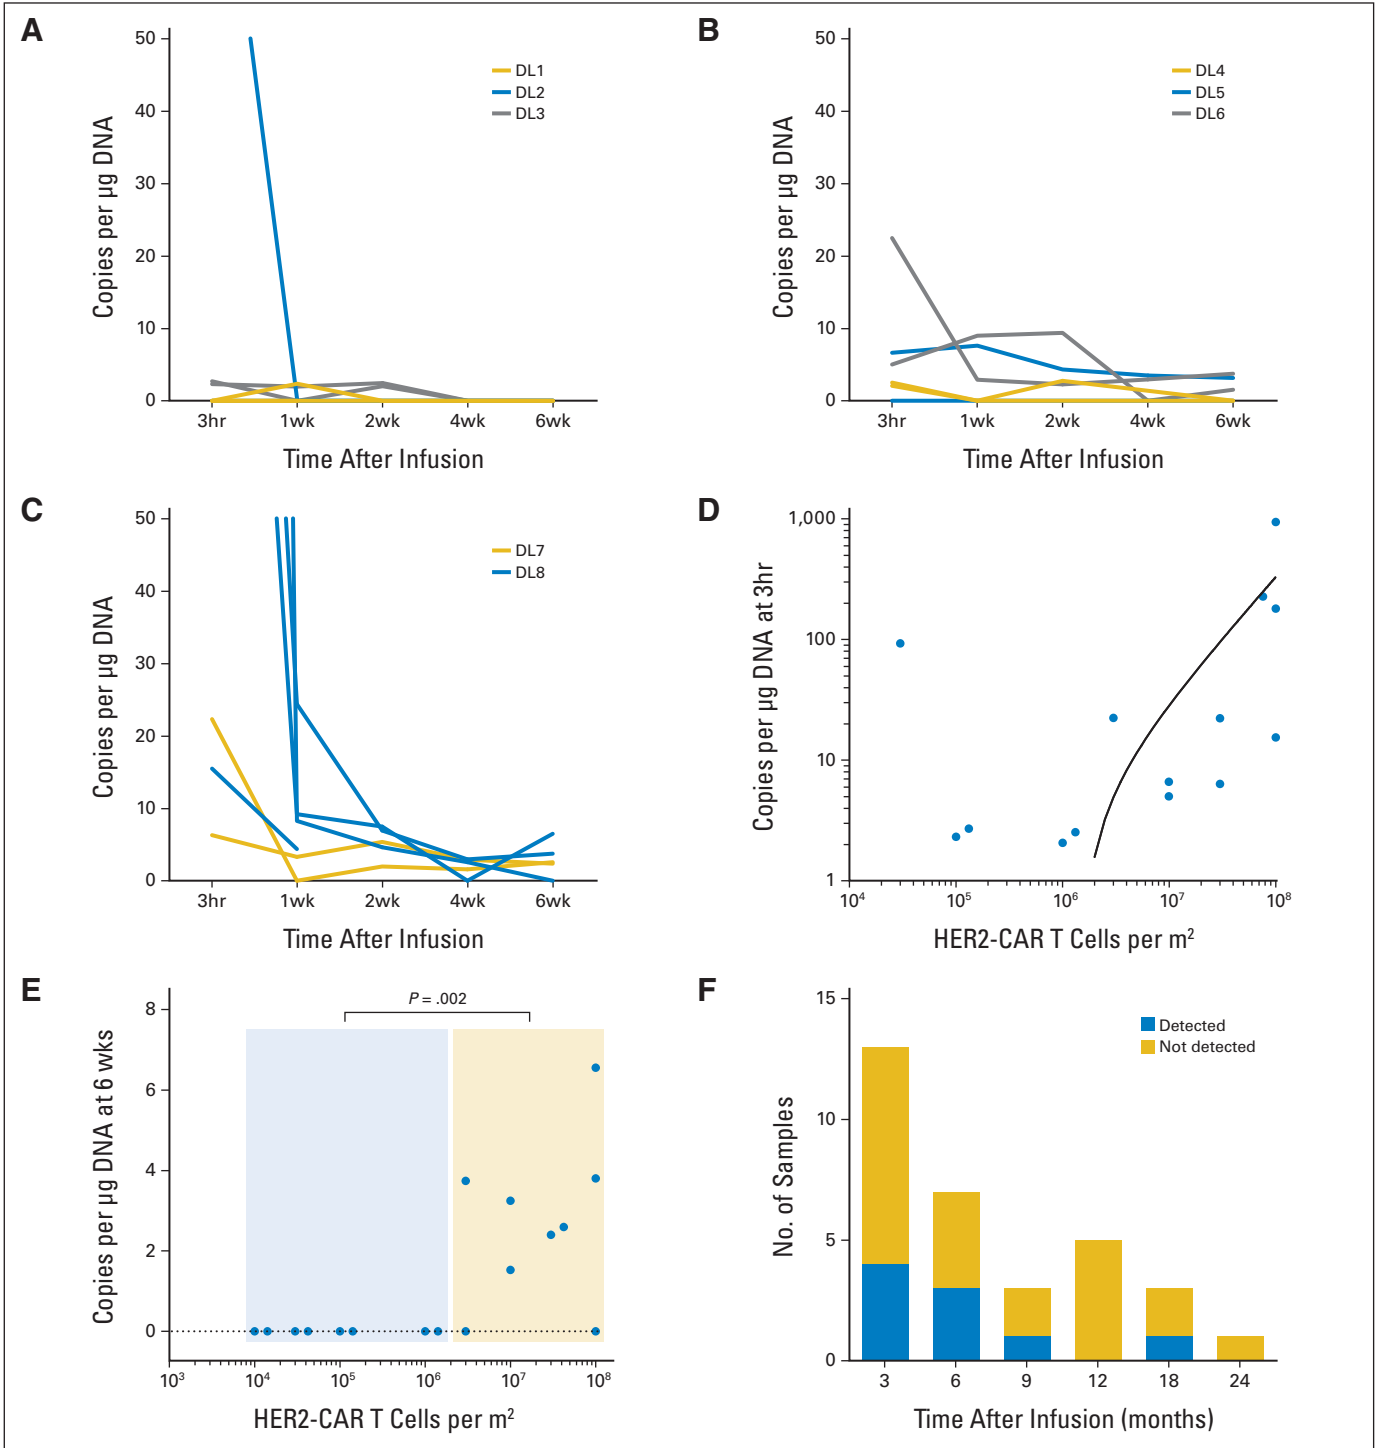 A
50
40
30
20
10
0
Copies per µg DNA
DL1
DL2
DL3
3hr 1wk 2wk 4wk 6wk
Time After Infusion
B
50
40
30
20
10
0
Copies per µg DNA
DL4
DL5
DL6
3hr 1wk 2wk 4wk 6wk
Time After Infusion
C
50
40
30
20
10
0
Copies per µg DNA
DL7
DL8
3hr 1wk 2wk 4wk 6wk
Time After Infusion
D
1,000
100
10
1
Copies per µg DNA at 3hr
10⁴ 10⁵ 10⁶ 10⁷ 10⁸
HER2-CAR T Cells per m²
E
P = .002
8
6
4
2
0
Copies per µg DNA at 6 wks
10³ 10⁴ 10⁵ 10⁶ 10⁷ 10⁸
HER2-CAR T Cells per m²
F
15
10
5
0
No. of Samples
Detected
Not detected
3 6 9 12 18 24
Time After Infusion (months)